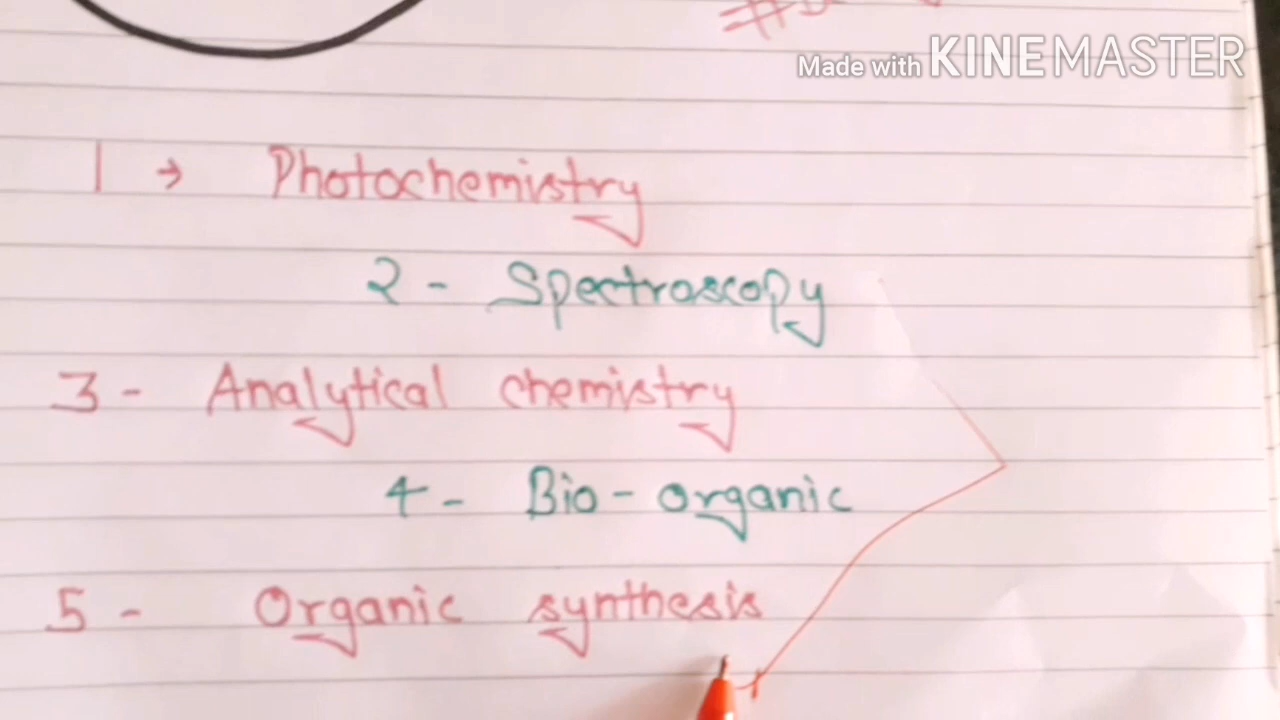 Made with KINEMASTER
1 → Photochemistry
2 - Spectroscopy
3 - Analytical chemistry
4 - Bio-organic
5 - Organic synthesis